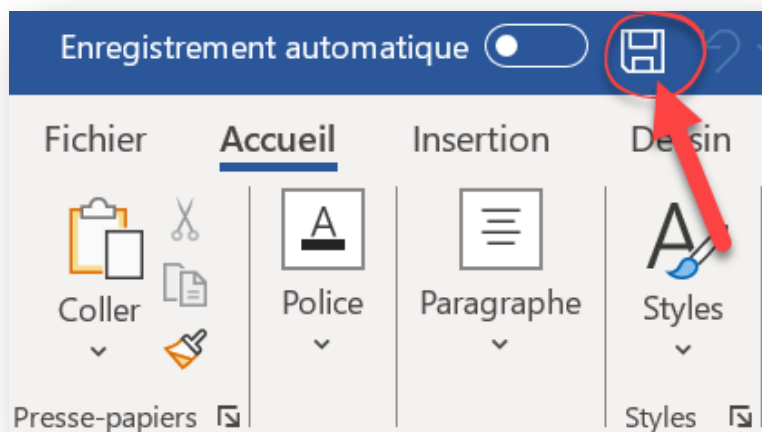 Enregistrement automatique
Fichier Accueil Insertion Dessin
Coller Police Paragraphe Styles
Presse-papiers Styles